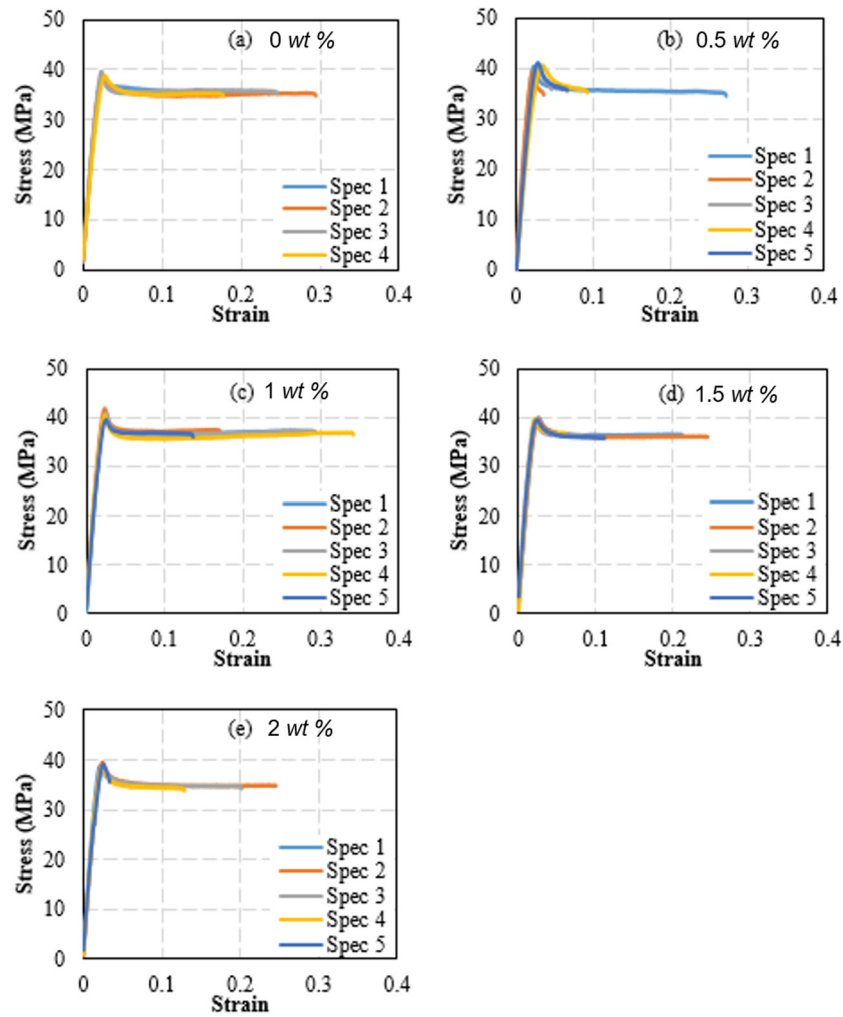 (a) 0 wt %
50
40
30
20
10
0
Stress (MPa)
Spec 1
Spec 2
Spec 3
Spec 4
0 0.1 0.2 0.3 0.4
Strain
(b) 0.5 wt %
50
40
30
20
10
0
Stress (MPa)
Spec 1
Spec 2
Spec 3
Spec 4
Spec 5
0 0.1 0.2 0.3 0.4
Strain
(c) 1 wt %
50
40
30
20
10
0
Stress (MPa)
Spec 1
Spec 2
Spec 3
Spec 4
Spec 5
0 0.1 0.2 0.3 0.4
Strain
(d) 1.5 wt %
50
40
30
20
10
0
Stress (MPa)
Spec 1
Spec 2
Spec 3
Spec 4
Spec 5
0 0.1 0.2 0.3 0.4
Strain
(e) 2 wt %
50
40
30
20
10
0
Stress (MPa)
Spec 1
Spec 2
Spec 3
Spec 4
Spec 5
0 0.1 0.2 0.3 0.4
Strain